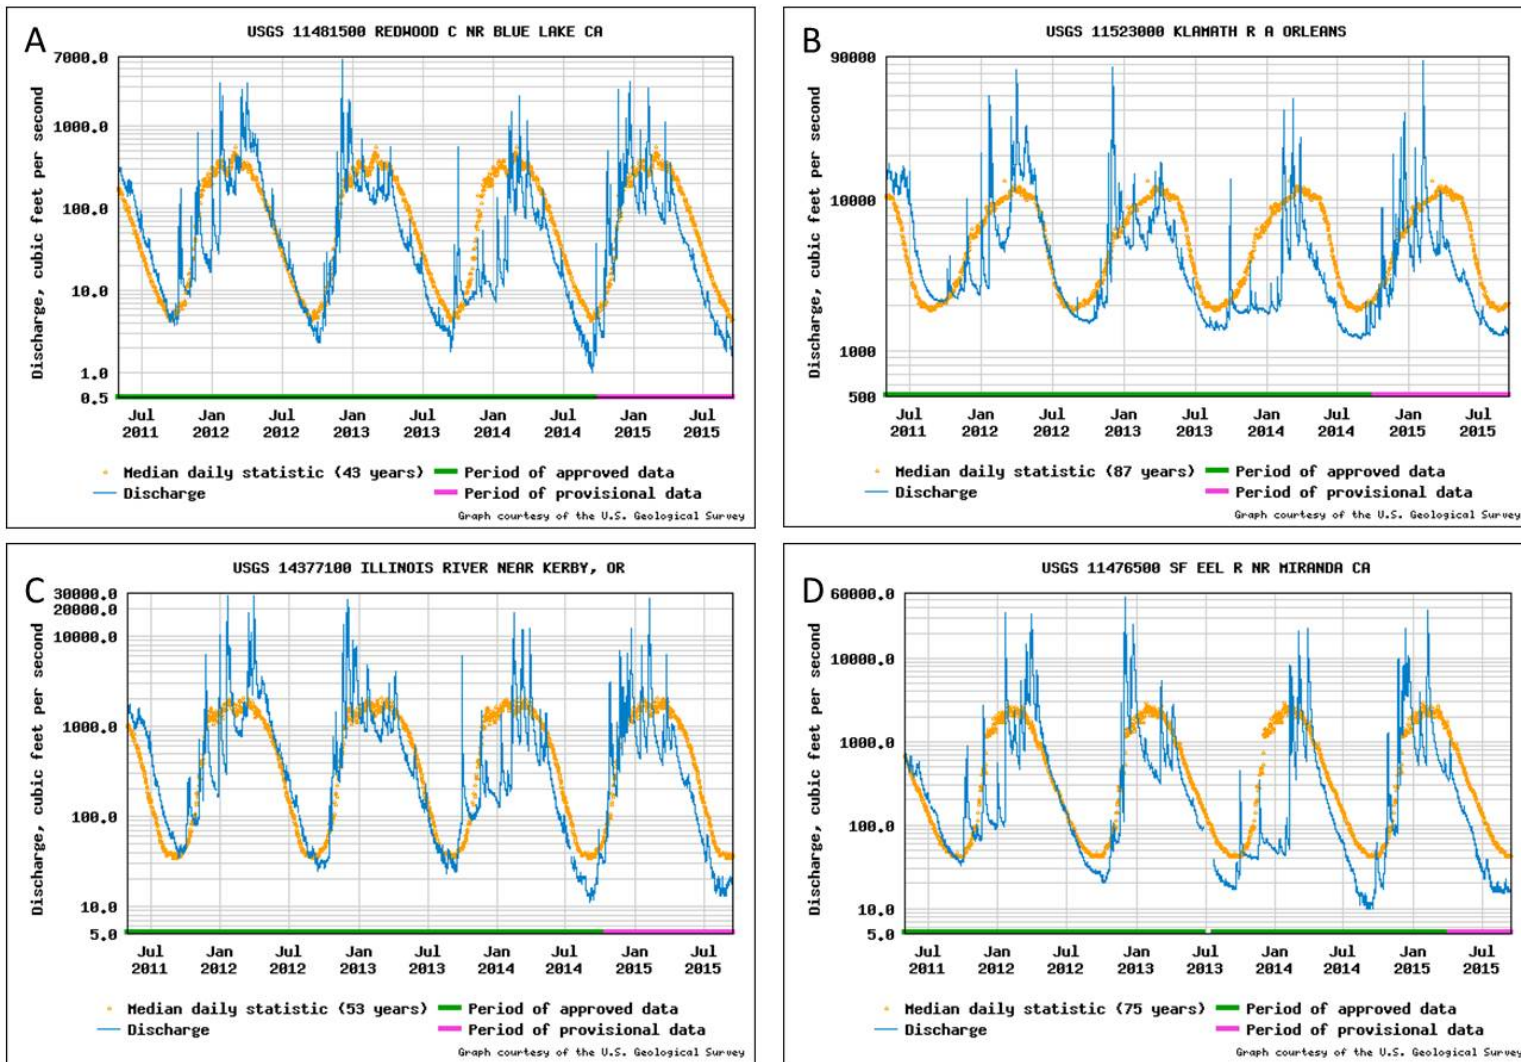 A
USGS 11481500 REDWOOD C NR BLUE LAKE CA
Discharge, cubic feet per second
7000.0
1000.0
100.0
10.0
1.0
0.5
Jul Jan Jul Jan Jul Jan Jul Jan Jul
2011 2012 2012 2013 2013 2014 2014 2015 2015
Median daily statistic (43 years) Period of approved data
Discharge Period of provisional data
Graph courtesy of the U.S. Geological Survey
B
USGS 11523000 KLAMATH R A ORLEANS
Discharge, cubic feet per second
90000
10000
1000
500
Jul Jan Jul Jan Jul Jan Jul Jan Jul
2011 2012 2012 2013 2013 2014 2014 2015 2015
Median daily statistic (87 years) Period of approved data
Discharge Period of provisional data
Graph courtesy of the U.S. Geological Survey
C
USGS 14377100 ILLINOIS RIVER NEAR KERBY, OR
Discharge, cubic feet per second
30000.0
20000.0
10000.0
1000.0
100.0
10.0
5.0
Jul Jan Jul Jan Jul Jan Jul Jan Jul
2011 2012 2012 2013 2013 2014 2014 2015 2015
Median daily statistic (53 years) Period of approved data
Discharge Period of provisional data
Graph courtesy of the U.S. Geological Survey
D
USGS 11476500 SF EEL R NR MIRANDA CA
Discharge, cubic feet per second
60000.0
10000.0
1000.0
100.0
10.0
5.0
Jul Jan Jul Jan Jul Jan Jul Jan Jul
2011 2012 2012 2013 2013 2014 2014 2015 2015
Median daily statistic (75 years) Period of approved data
Discharge Period of provisional data
Graph courtesy of the U.S. Geological Survey